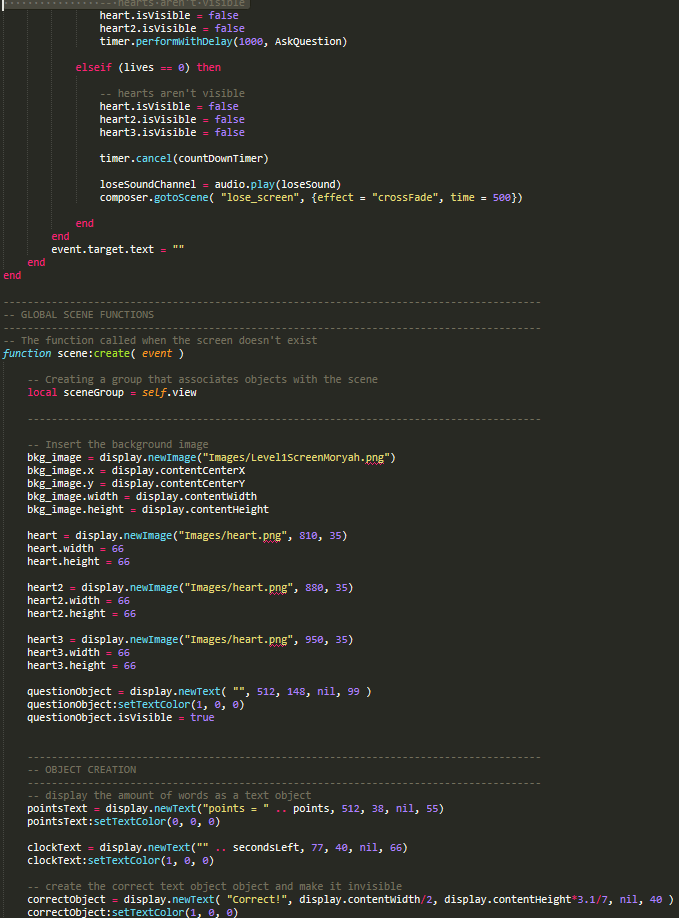 --hearts aren't visible
heart.isVisible = false
heart2.isVisible = false
timer.performWithDelay(1000, AskQuestion)
elseif (lives == 0) then
-- hearts aren't visible
heart.isVisible = false
heart2.isVisible = false
heart3.isVisible = false
timer.cancel(countDownTimer)
loseSoundChannel = audio.play(loseSound)
composer.gotoScene( "lose_screen", {effect = "crossFade", time = 500})
end
end
event.target.text = ""
end
end
-----------------------------------------------------------------------------------------
-- GLOBAL SCENE FUNCTIONS
-----------------------------------------------------------------------------------------
-- The function called when the screen doesn't exist
function scene:create( event )
-- Creating a group that associates objects with the scene
local sceneGroup = self.view
-------------------------------------------------------------------------------------
-- Insert the background image
bkg_image = display.newImage("Images/Level1ScreenMoryah.png")
bkg_image.x = display.contentCenterX
bkg_image.y = display.contentCenterY
bkg_image.width = display.contentWidth
bkg_image.height = display.contentHeight
heart = display.newImage("Images/heart.png", 810, 35)
heart.width = 66
heart.height = 66
heart2 = display.newImage("Images/heart.png", 880, 35)
heart2.width = 66
heart2.height = 66
heart3 = display.newImage("Images/heart.png", 950, 35)
heart3.width = 66
heart3.height = 66
questionObject = display.newText( "", 512, 148, nil, 99 )
questionObject:setTextColor(1, 0, 0)
questionObject.isVisible = true
-------------------------------------------------------------------------------------
-- OBJECT CREATION
-------------------------------------------------------------------------------------
-- display the amount of words as a text object
pointsText = display.newText("points = " .. points, 512, 38, nil, 55)
pointsText:setTextColor(0, 0, 0)
clockText = display.newText("" .. secondsLeft, 77, 40, nil, 66)
clockText:setTextColor(1, 0, 0)
-- create the correct text object object and make it invisible
correctObject = display.newText( "Correct!", display.contentWidth/2, display.contentHeight*3.1/7, nil, 40 )
correctObject:setTextColor(1, 0, 0)